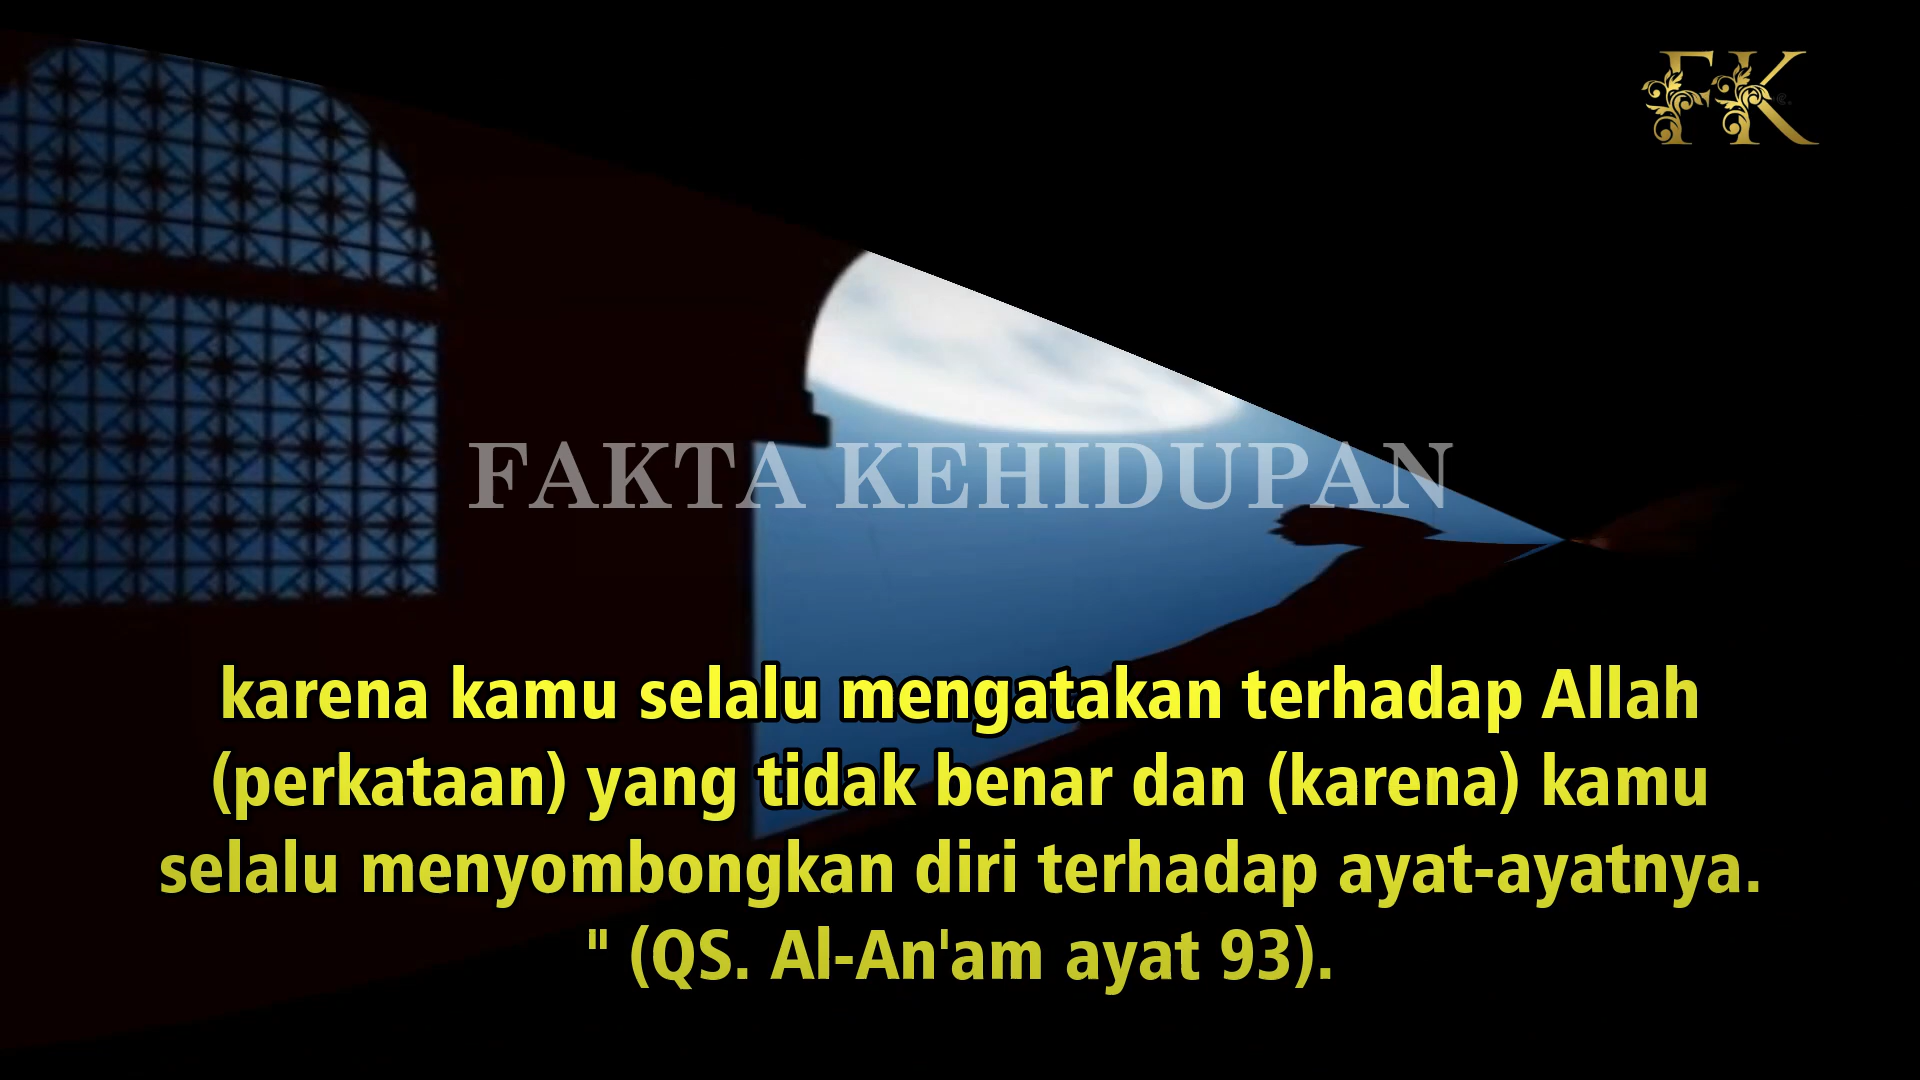 FK
FAKTA KEHIDUPAN
karena kamu selalu mengatakan terhadap Allah
(perkataan) yang tidak benar dan (karena) kamu
selalu menyombongkan diri terhadap ayat-ayatnya.
" (QS. Al-An'am ayat 93).